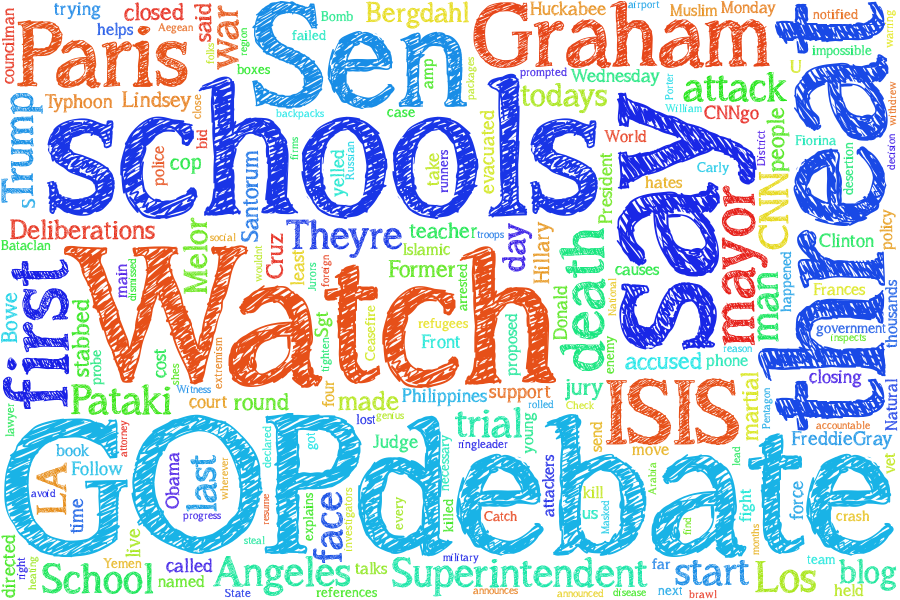 councilman
Paris
trying
closed
helps
Aegean
said
war
folks
region
Sen
Bomb
failed
boxes
Bergdahl
amp
case
packages
Graham
Huckabee
airport
Muslim
Monday
prompted
Wednesday
todays
attack
CNNgo
Porter
William
notified
impossible
U
threat
warring
withdrew
decision
Trump
s
Typhoon
Lindsey
close
bid
backpacks
schools
police
cop
Santorum
firms
yelled
Russian
take
runners
evacuated
World
say
hates
President
Carly
District
people
Fiorina
desertion
CNN
mayor
Bataclan
Deliberations
Melor
social
wouldnt
Cruz
Theyre
least
Jurors
foreign
teacher
troops
Islamic
day
Hillary
death
causes
National
enemy
Donald
man
happened
Clinton
policy
Frances
government
inspects
thousands
first
Bowe
main
dismissed
Watch
Former
arrested
refugees
Front
Ceasefire
Sgt
tighten
proposed
stabbed
probe
cost
shes
Witness
extremism
accused
phone
reason
closing
accountable
Natural
lawyer
Pataki
court
round
four
made
lost
genius
Philippines
support
rolled
jury
Check
ISIS
martial
Pentagon
FreddieGray
vet
GOPdebate
book
Follow
attorney
LA
avoid
time
Obama
last
progress
wherever
resume
declared
got
explains
face
investigators
Judge
every
killed
necessary
trial
ringleader
young
Catch
attackers
send
kill
us
Masked
move
Arabia
find
lead
fight
months
force
crash
directed
right
heating
School
Yemen
live
called
named
steal
State
Angeles
references
talks
military
Superintendent
announces
announced
disease
far
next
start
brawl
Los
team
held
blog